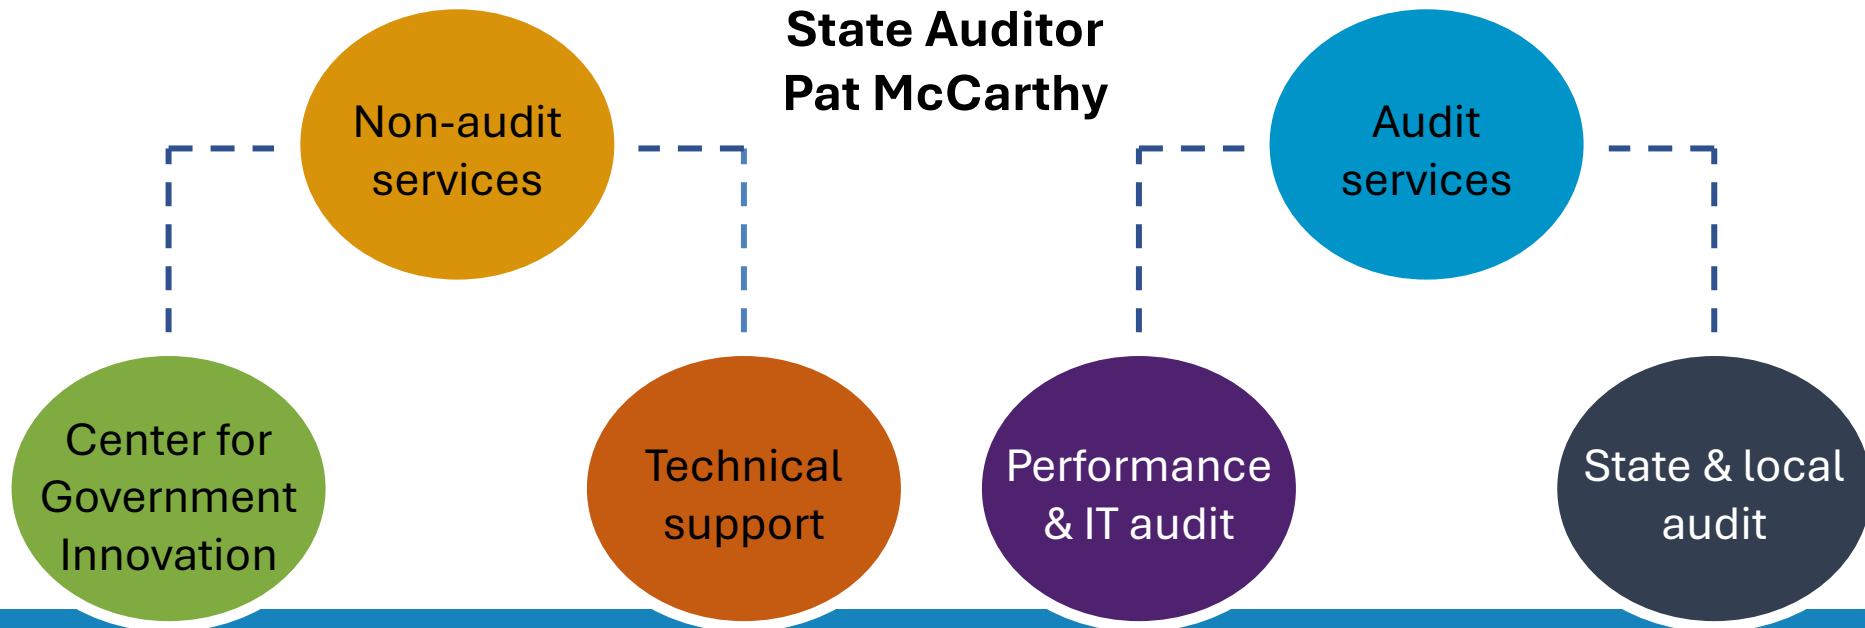 State Auditor
Pat McCarthy
Non-audit
services
Audit
services
Center for
Government
Innovation
Technical
support
Performance
& IT audit
State & local
audit